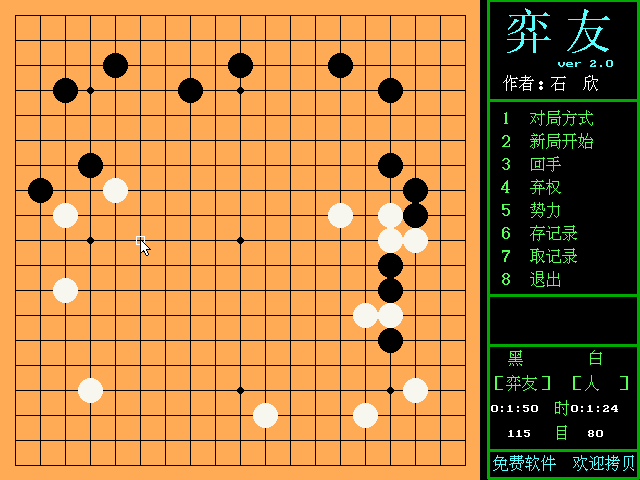 弈友
ver 2.0
作者：石 欣
1 对局方式
2 新局开始
3 回手
4 弃权
5 势力
6 存记录
7 取记录
8 退出
黑 白
[弈友] [人 ]
0:1:50 时 0:1:24
115 目 80
免费软件 欢迎拷贝